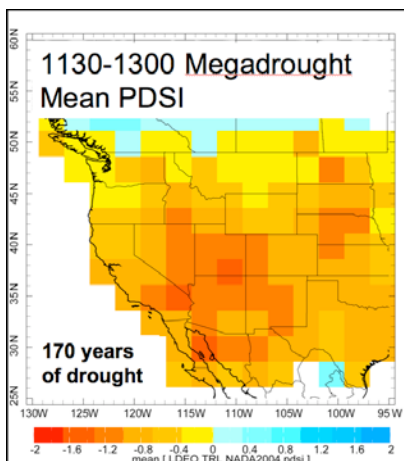 1130-1300 Megadrought
Mean PDSI
60N
55N
50N
45N
40N
35N
30N
25N
170 years
of drought
130W 125W 120W 115W 110W 105W 100W 95W
-2 -1.6 -1.2 -0.8 -0.4 0 0.4 0.8 1.2 1.6 2
mean [ LDEO TRL NADA2004 pdsi ]